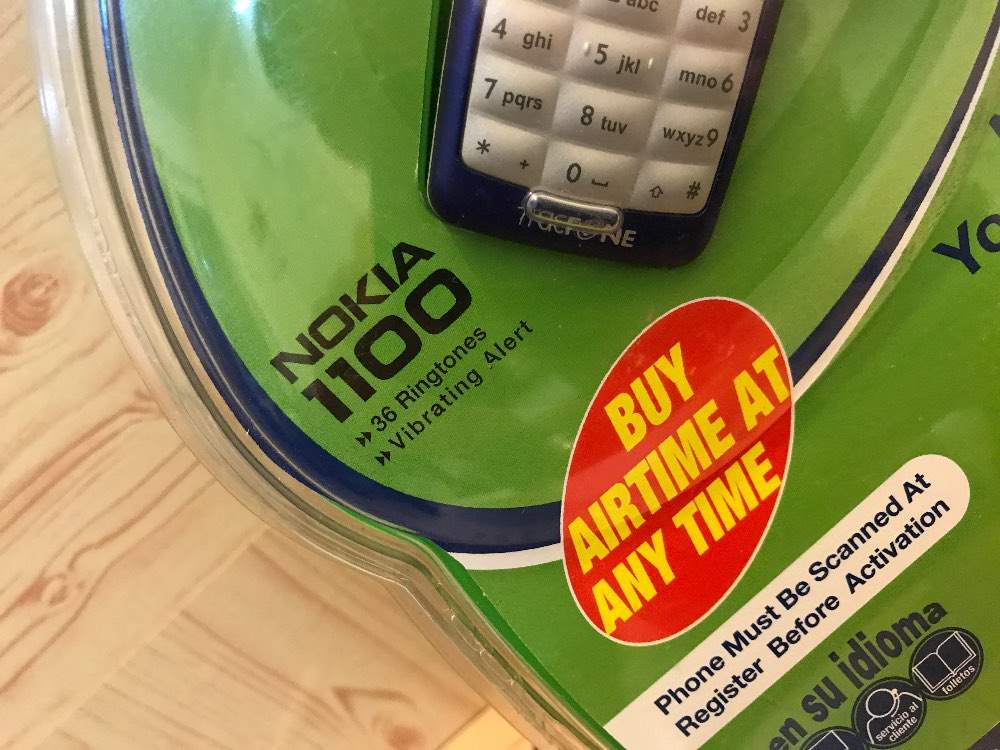 abc
def 3
4 ghi
5 jkl
mno 6
7 pqrs
8 tuv
wxyz 9
* +
0
#
TRACFONE
NOKIA
1100
36 Ringtones
Vibrating Alert
BUY
AIRTIME AT
ANY TIME
Yo
Phone Must Be Scanned At
Register Before Activation
en su idioma
servicio al
cliente
folletos